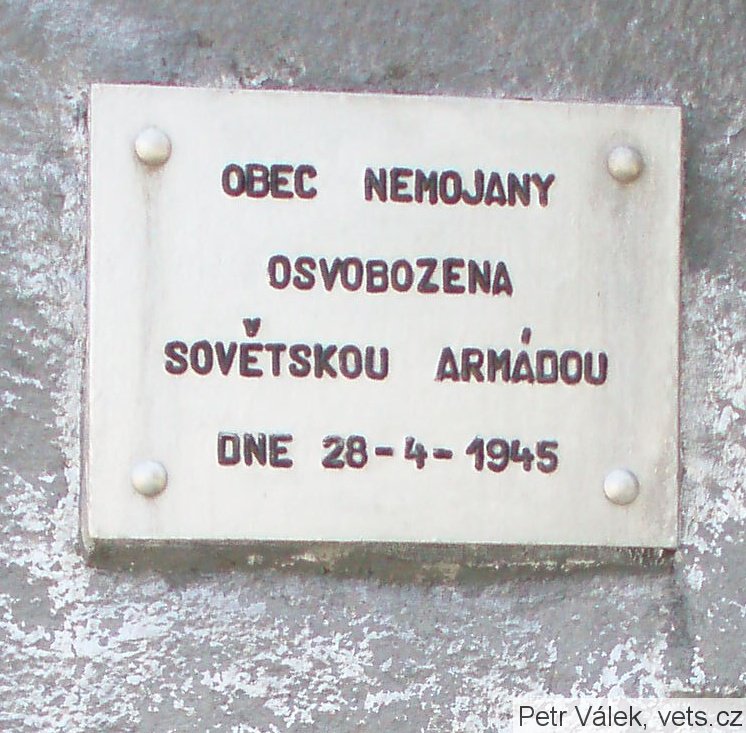 OBEC NEMOJANY
OSVOBOZENA
SOVĚTSKOU ARMÁDOU
DNE 28-4-1945
Petr Válek, vets.cz